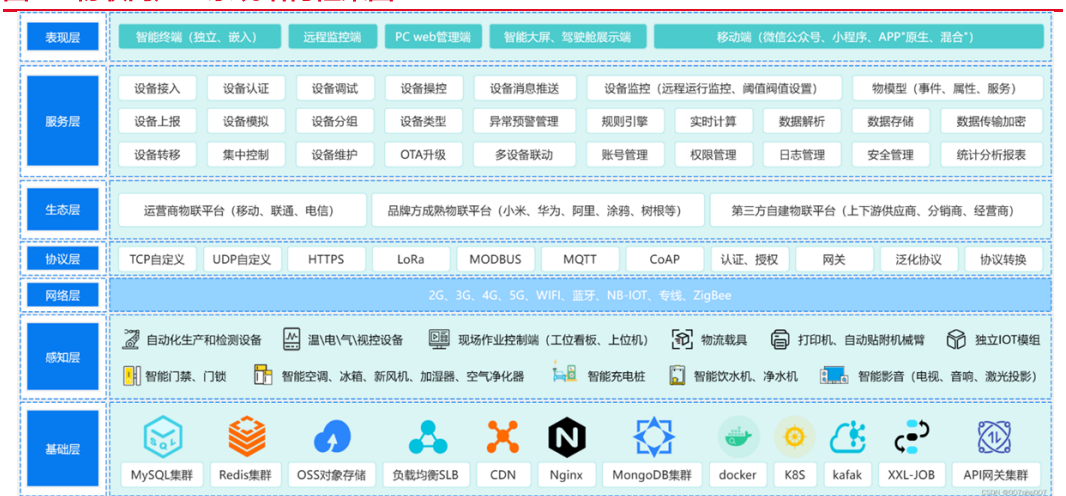 表现层
智能终端（独立、嵌入） 远程监控端 PC web管理端 智能大屏、驾驶舱展示端 移动端（微信公众号、小程序、APP"原生、混合"）
服务层
设备接入 设备认证 设备调试 设备操控 设备消息推送 设备监控（远程运行监控、阈值阀值设置） 物模型（事件、属性、服务）
设备上报 设备模拟 设备分组 设备类型 异常预警管理 规则引擎 实时计算 数据解析 数据存储 数据传输加密
设备转移 集中控制 设备维护 OTA升级 多设备联动 账号管理 权限管理 日志管理 安全管理 统计分析报表
生态层
运营商物联平台（移动、联通、电信） 品牌方成熟物联平台（小米、华为、阿里、涂鸦、树根等） 第三方自建物联平台（上下游供应商、分销商、经营商）
协议层
TCP自定义 UDP自定义 HTTPS LoRa MODBUS MQTT CoAP 认证、授权 网关 泛化协议 协议转换
网络层
2G、3G、4G、5G、WIFI、蓝牙、NB-IOT、专线、ZigBee
感知层
自动化生产和检测设备 温\电\气\视控设备 现场作业控制端（工位看板、上位机） 物流载具 打印机、自动贴附机械臂 独立IOT模组
智能门禁、门锁 智能空调、冰箱、新风机、加湿器、空气净化器 智能充电桩 智能饮水机、净水机 智能影音（电视、音响、激光投影）
基础层
SQL
MySQL集群 Redis集群 OSS对象存储 负载均衡SLB CDN Nginx MongoDB集群 docker K8S kafak XXL-JOB API网关集群